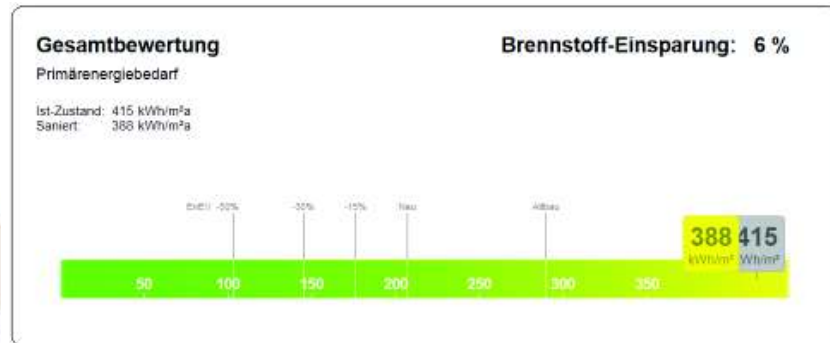 Gesamtbewertung
Brennstoff-Einsparung: 6 %
Primärenergiebedarf
Ist-Zustand: 415 kWh/m²a
Saniert: 388 kWh/m²a
EnEV -50% -30% -15% Neu Altbau
388 415
kWh/m² Wh/m²
50 100 150 200 250 300 350